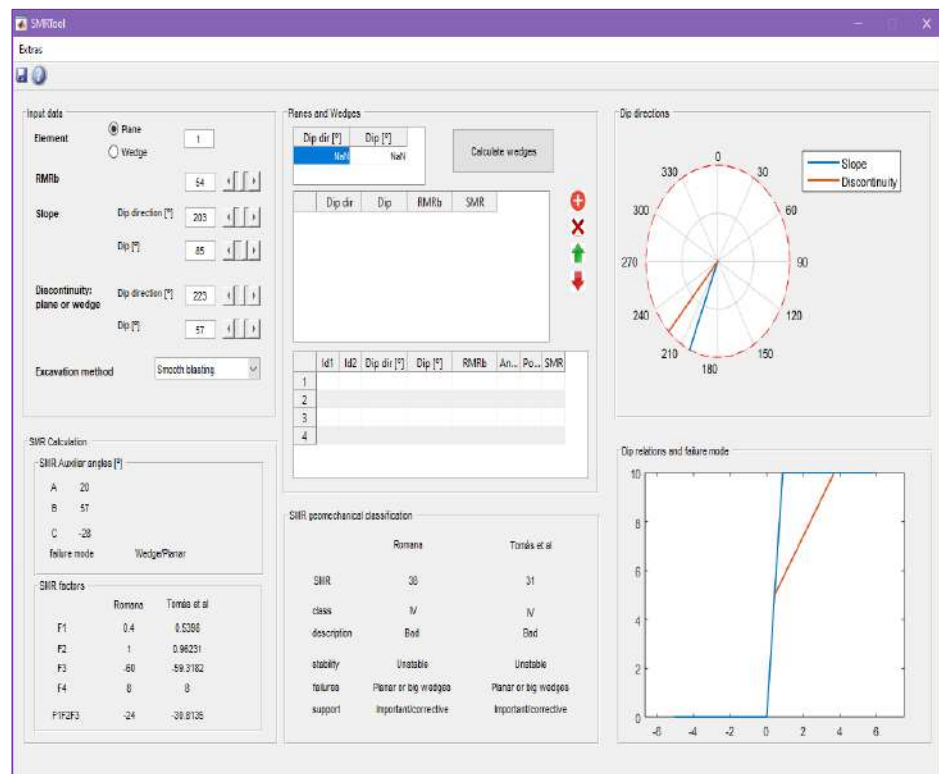 SMRTool
Extras
Input data
Element
Plane
Wedge
1
RMRb
54
Slope
Dip direction [º]
203
Dip [º]
85
Discontinuity:
plane or wedge
Dip direction [º]
223
Dip [º]
57
Excavation method
Smooth blasting
SMR Calculation
SMR Auxiliar angles [º]
A 20
B 57
C -28
failure mode Wedge/Planar
SMR factors
Romana Tomás et al
F1 0.4 0.5398
F2 1 0.96231
F3 -60 -59.3182
F4 8 8
F1F2F3 -24 -30.8135
Planes and Wedges
Dip dir [º] Dip [º]
NaN NaN
Calculate wedges
Dip dir Dip RMRb SMR
Id1 Id2 Dip dir [º] Dip [º] RMRb An... Po... SMR
1
2
3
4
SMR geomechanical classification
Romana Tomás et al
SMR 38 31
class IV IV
description Bad Bad
stability Unstable Unstable
failures Planar or big wedges Planar or big wedges
support Important/corrective Important/corrective
Dip directions
0
30
60
90
120
150
180
210
240
270
300
330
Slope
Discontinuity
Dip relations and failure mode
10
8
6
4
2
0
-6 -4 -2 0 2 4 6